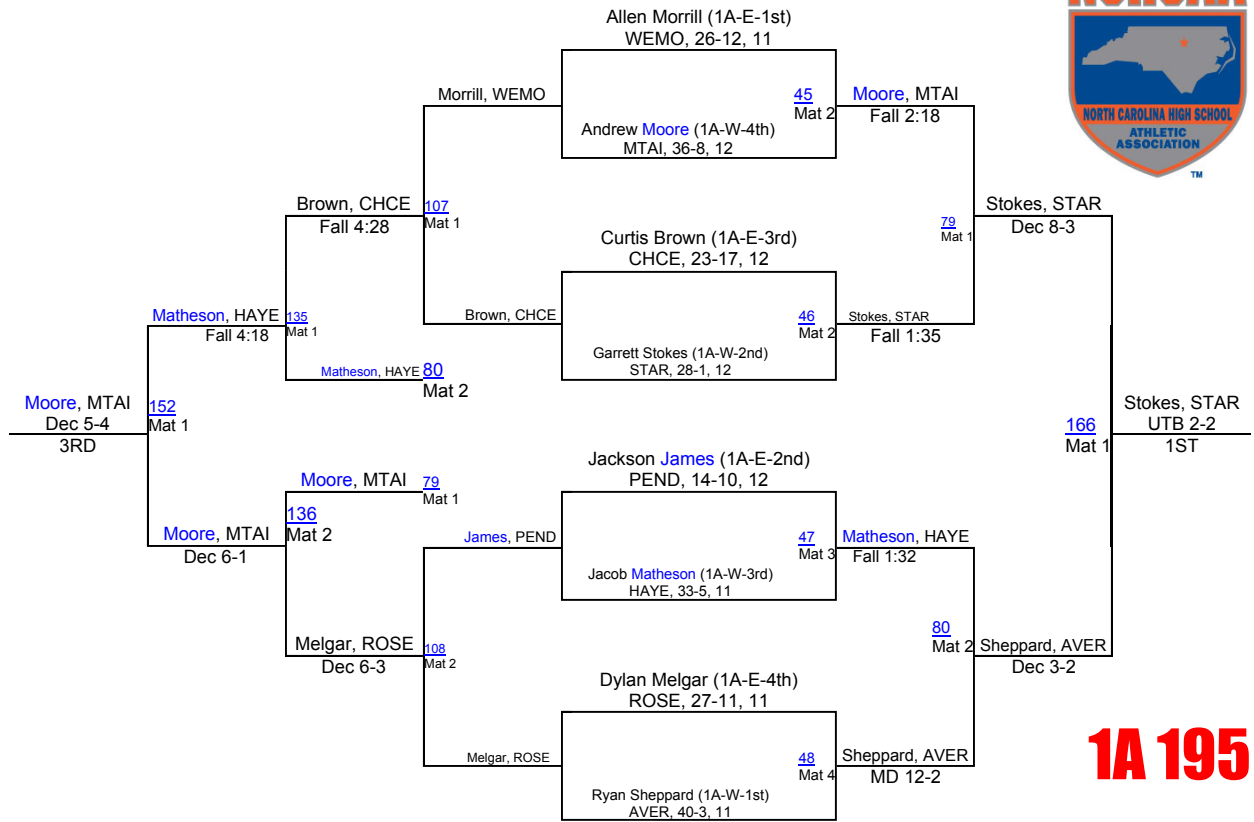 Allen Morrill (1A-E-1st)
WEMO, 26-12, 11
Morrill, WEMO
45
Mat 2
Moore, MTAI
Fall 2:18
Andrew Moore (1A-W-4th)
MTAI, 36-8, 12
NORTH CAROLINA HIGH SCHOOL
ATHLETIC
ASSOCIATION
TM
Brown, CHCE
Fall 4:28
107
Mat 1
79
Mat 1
Stokes, STAR
Dec 8-3
Curtis Brown (1A-E-3rd)
CHCE, 23-17, 12
Matheson, HAYE
Fall 4:18
135
Mat 1
Brown, CHCE
46
Mat 2
Stokes, STAR
Fall 1:35
Garrett Stokes (1A-W-2nd)
STAR, 28-1, 12
Matheson, HAYE
80
Mat 2
Moore, MTAI
Dec 5-4
3RD
152
Mat 1
166
Mat 1
Stokes, STAR
UTB 2-2
1ST
Jackson James (1A-E-2nd)
PEND, 14-10, 12
Moore, MTAI
79
Mat 1
Moore, MTAI
Dec 6-1
136
Mat 2
James, PEND
47
Mat 3
Matheson, HAYE
Fall 1:32
Jacob Matheson (1A-W-3rd)
HAYE, 33-5, 11
Melgar, ROSE
Dec 6-3
108
Mat 2
80
Mat 2
Sheppard, AVER
Dec 3-2
Dylan Melgar (1A-E-4th)
ROSE, 27-11, 11
Melgar, ROSE
48
Mat 4
Sheppard, AVER
MD 12-2
Ryan Sheppard (1A-W-1st)
AVER, 40-3, 11
1A 195